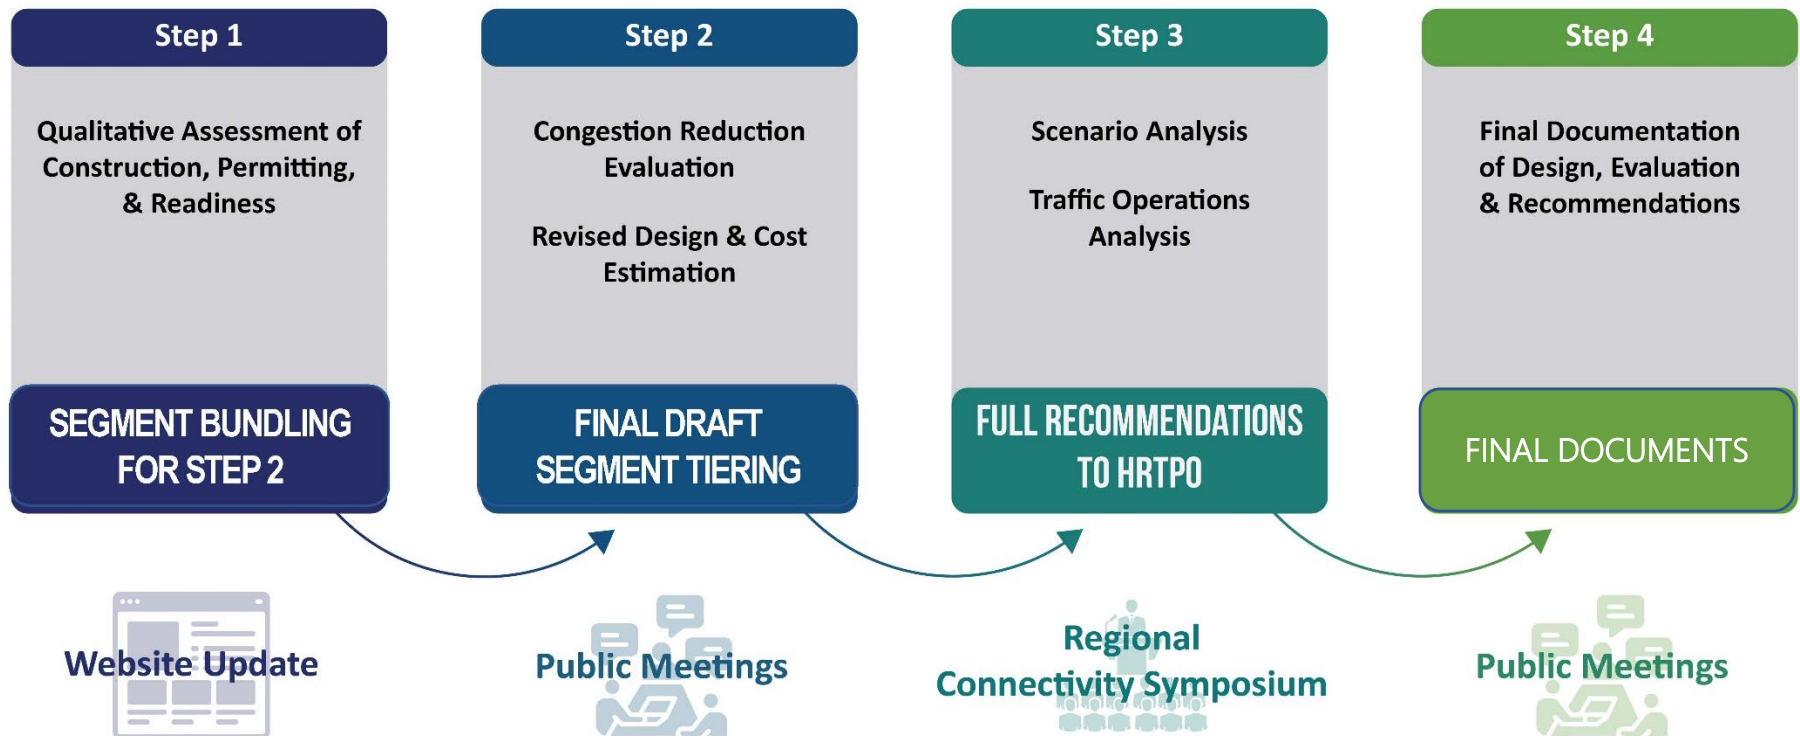 Step 1
Qualitative Assessment of
Construction, Permitting,
& Readiness
SEGMENT BUNDLING
FOR STEP 2
Website Update
Step 2
Congestion Reduction
Evaluation
Revised Design & Cost
Estimation
FINAL DRAFT
SEGMENT TIERING
Public Meetings
Step 3
Scenario Analysis
Traffic Operations
Analysis
FULL RECOMMENDATIONS
TO HRTPO
Regional
Connectivity Symposium
Step 4
Final Documentation
of Design, Evaluation
& Recommendations
FINAL DOCUMENTS
Public Meetings